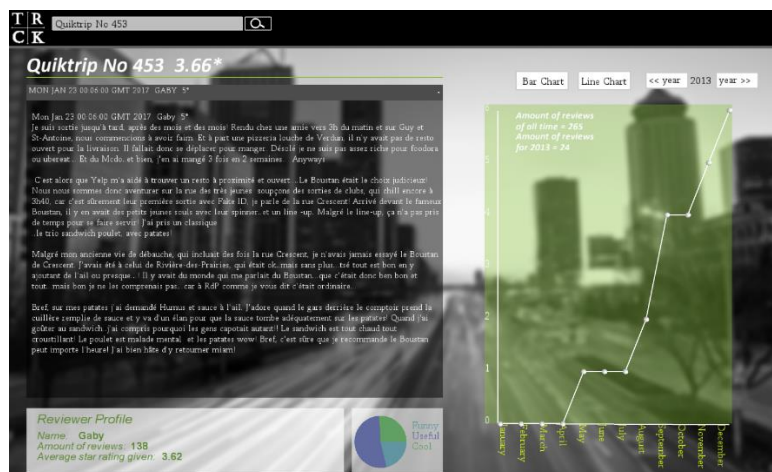 T R
C K
Quiktrip No 453
Quiktrip No 453 3.66*
MON JAN 23 00:06:00 GMT 2017 GABY 5*
Mon Jan 23 00:06:00 GMT 2017 Gaby 5*
Je suis sortie jusqu'à tard, après des mois et des mois! Rendu chez une amie vers 3h du matin et sur Guy et
St-Antoine, nous commencions à avoir faim. Et à part une pizzeria louche de Verdun, il n'y avait pas de resto
ouvert pour la livraison. Il fallait donc se déplacer pour manger. Désolé je ne suis pas assez riche pour foodora
ou ubereat... Et du Mcdo, et bien, j'en ai mangé 3 fois en 2 semaines... Anyways
C'est alors que Yelp m'a aidé à trouver un resto à proximité et ouvert... Le Boustan était le choix judicieux!
Nous nous sommes donc aventurer sur la rue des très jeunes soupçons des sorties de clubs, qui chill encore à
3h40, car c'est sûrement leur première sortie avec Fake ID, je parle de la rue Crescent! Arrivé devant le fameux
Boustan, il y en avait des petits jeunes souls avec leur spinner...et un line -up. Malgré le line-up, ça n'a pas pris
de temps pour se faire servir! J'ai pris un classique
..le trio sandwich poulet, avec patates!
Malgré mon ancienne vie de débauche, qui incluait des fois la rue Crescent, je n'avais jamais essayé le Boustan
de Crescent. J'avais été à celui de Rivière-des-Prairies, qui était ok...mais sans plus.. tsé tout est bon en y
ajoutant de l'ail ou presque...! Il y avait du monde qui me parlait du Boustan...que c'était donc ben bon et
tout.. mais bon je ne les comprenais pas.. car à RdP comme je vous dit c'était ordinaire..
Bref, sur mes patates j'ai demandé Humus et sauce à l'ail. J'adore quand le gars derrière le comptoir prend la
cuillère remplie de sauce et y va d'un élan pour que la sauce tombe adéquatement sur les patates! Quand j'ai
goûter au sandwich...j'ai compris pourquoi les gens capotait autant!! Le sandwich est tout chaud tout
croustillant! Le poulet est malade mental et les patates wow! Bref, c'est sûre que je recommande le Boustan
peut importe l'heure! J'ai bien hâte d'y retourner miam!
Reviewer Profile
Name: Gaby
Amount of reviews: 138
Average star rating given: 3.62
Funny
Useful
Cool
Bar Chart
Line Chart
<< year
2013
year >>
Amount of reviews
of all time = 265
Amount of reviews
for 2013 = 24
6
5
4
3
2
1
0
January
February
March
April
May
June
July
August
September
October
November
December